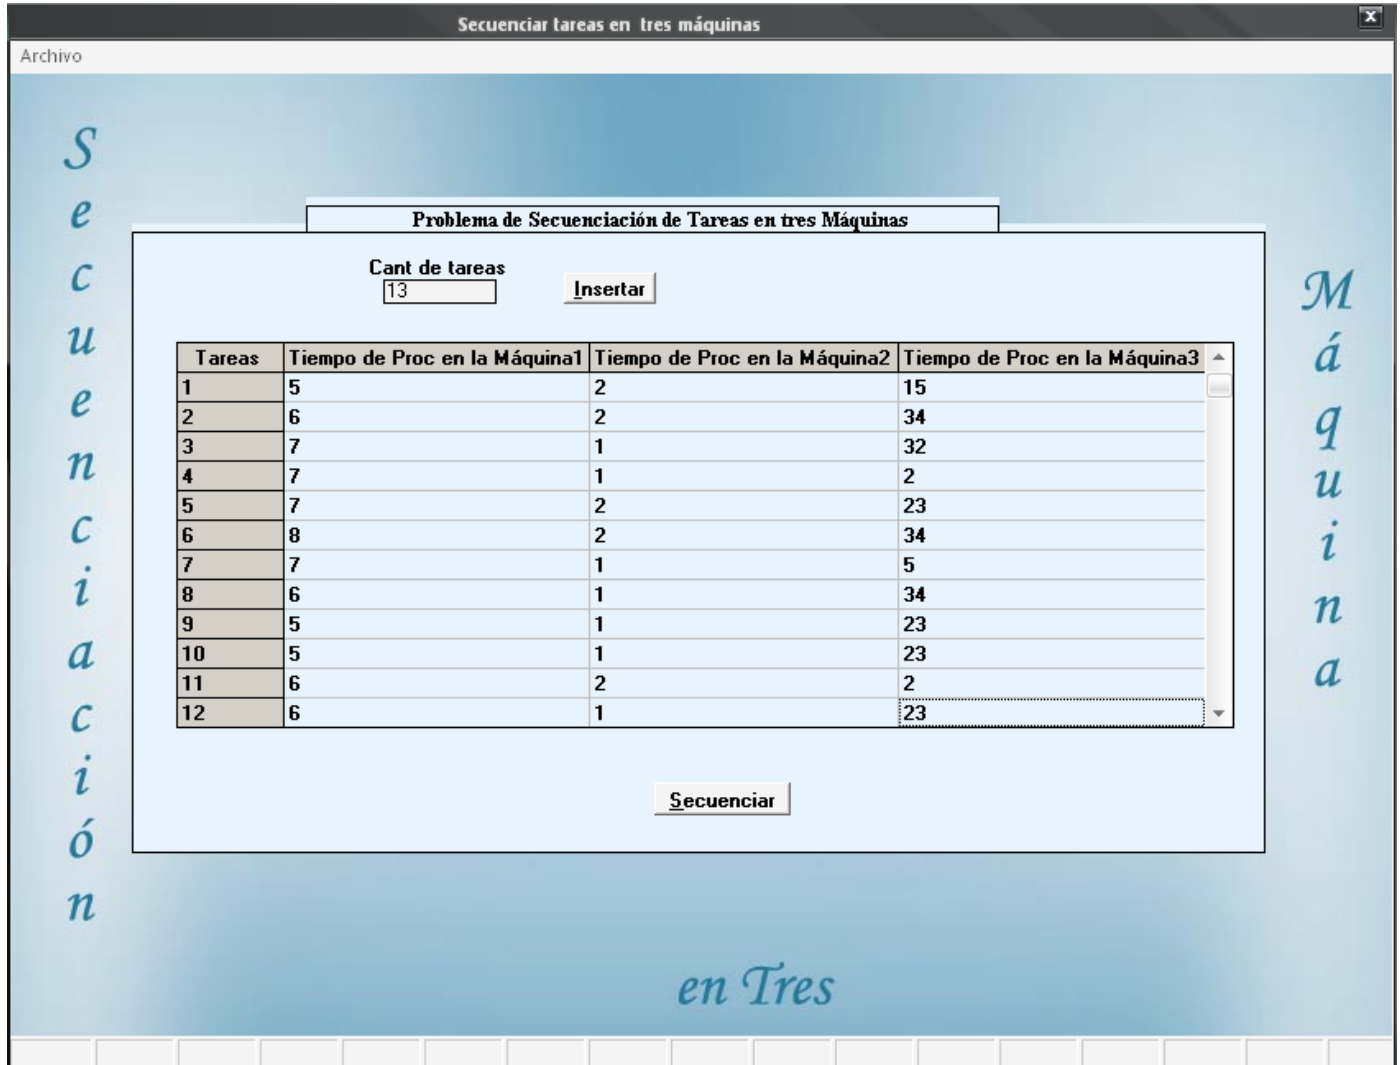 Secuenciar tareas en tres máquinas
Archivo
Secuenciación
Problema de Secuenciación de Tareas en tres Máquinas
Cant de tareas
13
Insertar
Tareas Tiempo de Proc en la Máquina1 Tiempo de Proc en la Máquina2 Tiempo de Proc en la Máquina3
1 5 2 15
2 6 2 34
3 7 1 32
4 7 1 2
5 7 2 23
6 8 2 34
7 7 1 5
8 6 1 34
9 5 1 23
10 5 1 23
11 6 2 2
12 6 1 23
Secuenciar
en Tres
Máquina